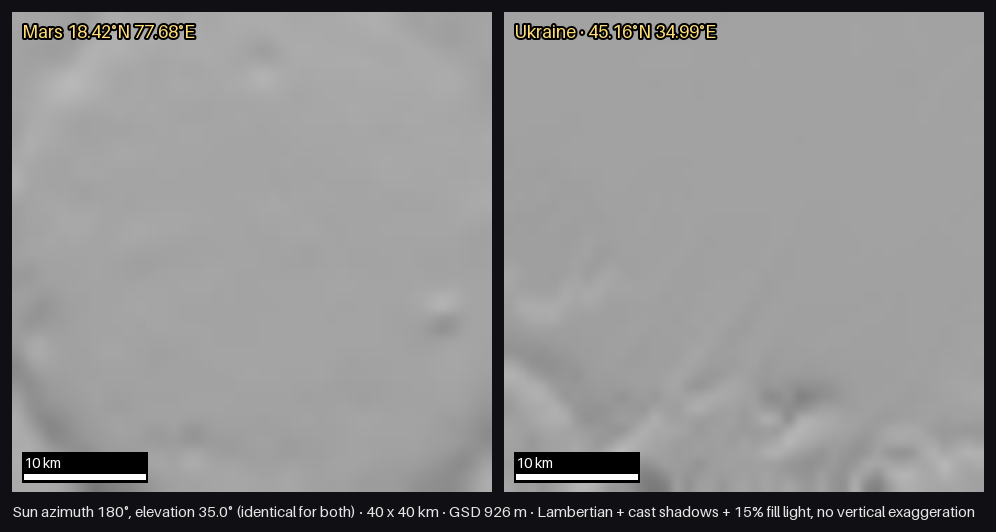 Mars 18.42°N 77.68°E
Ukraine · 45.16°N 34.99°E
10 km
10 km
Sun azimuth 180°, elevation 35.0° (identical for both) · 40 x 40 km · GSD 926 m · Lambertian + cast shadows + 15% fill light, no vertical exaggeration